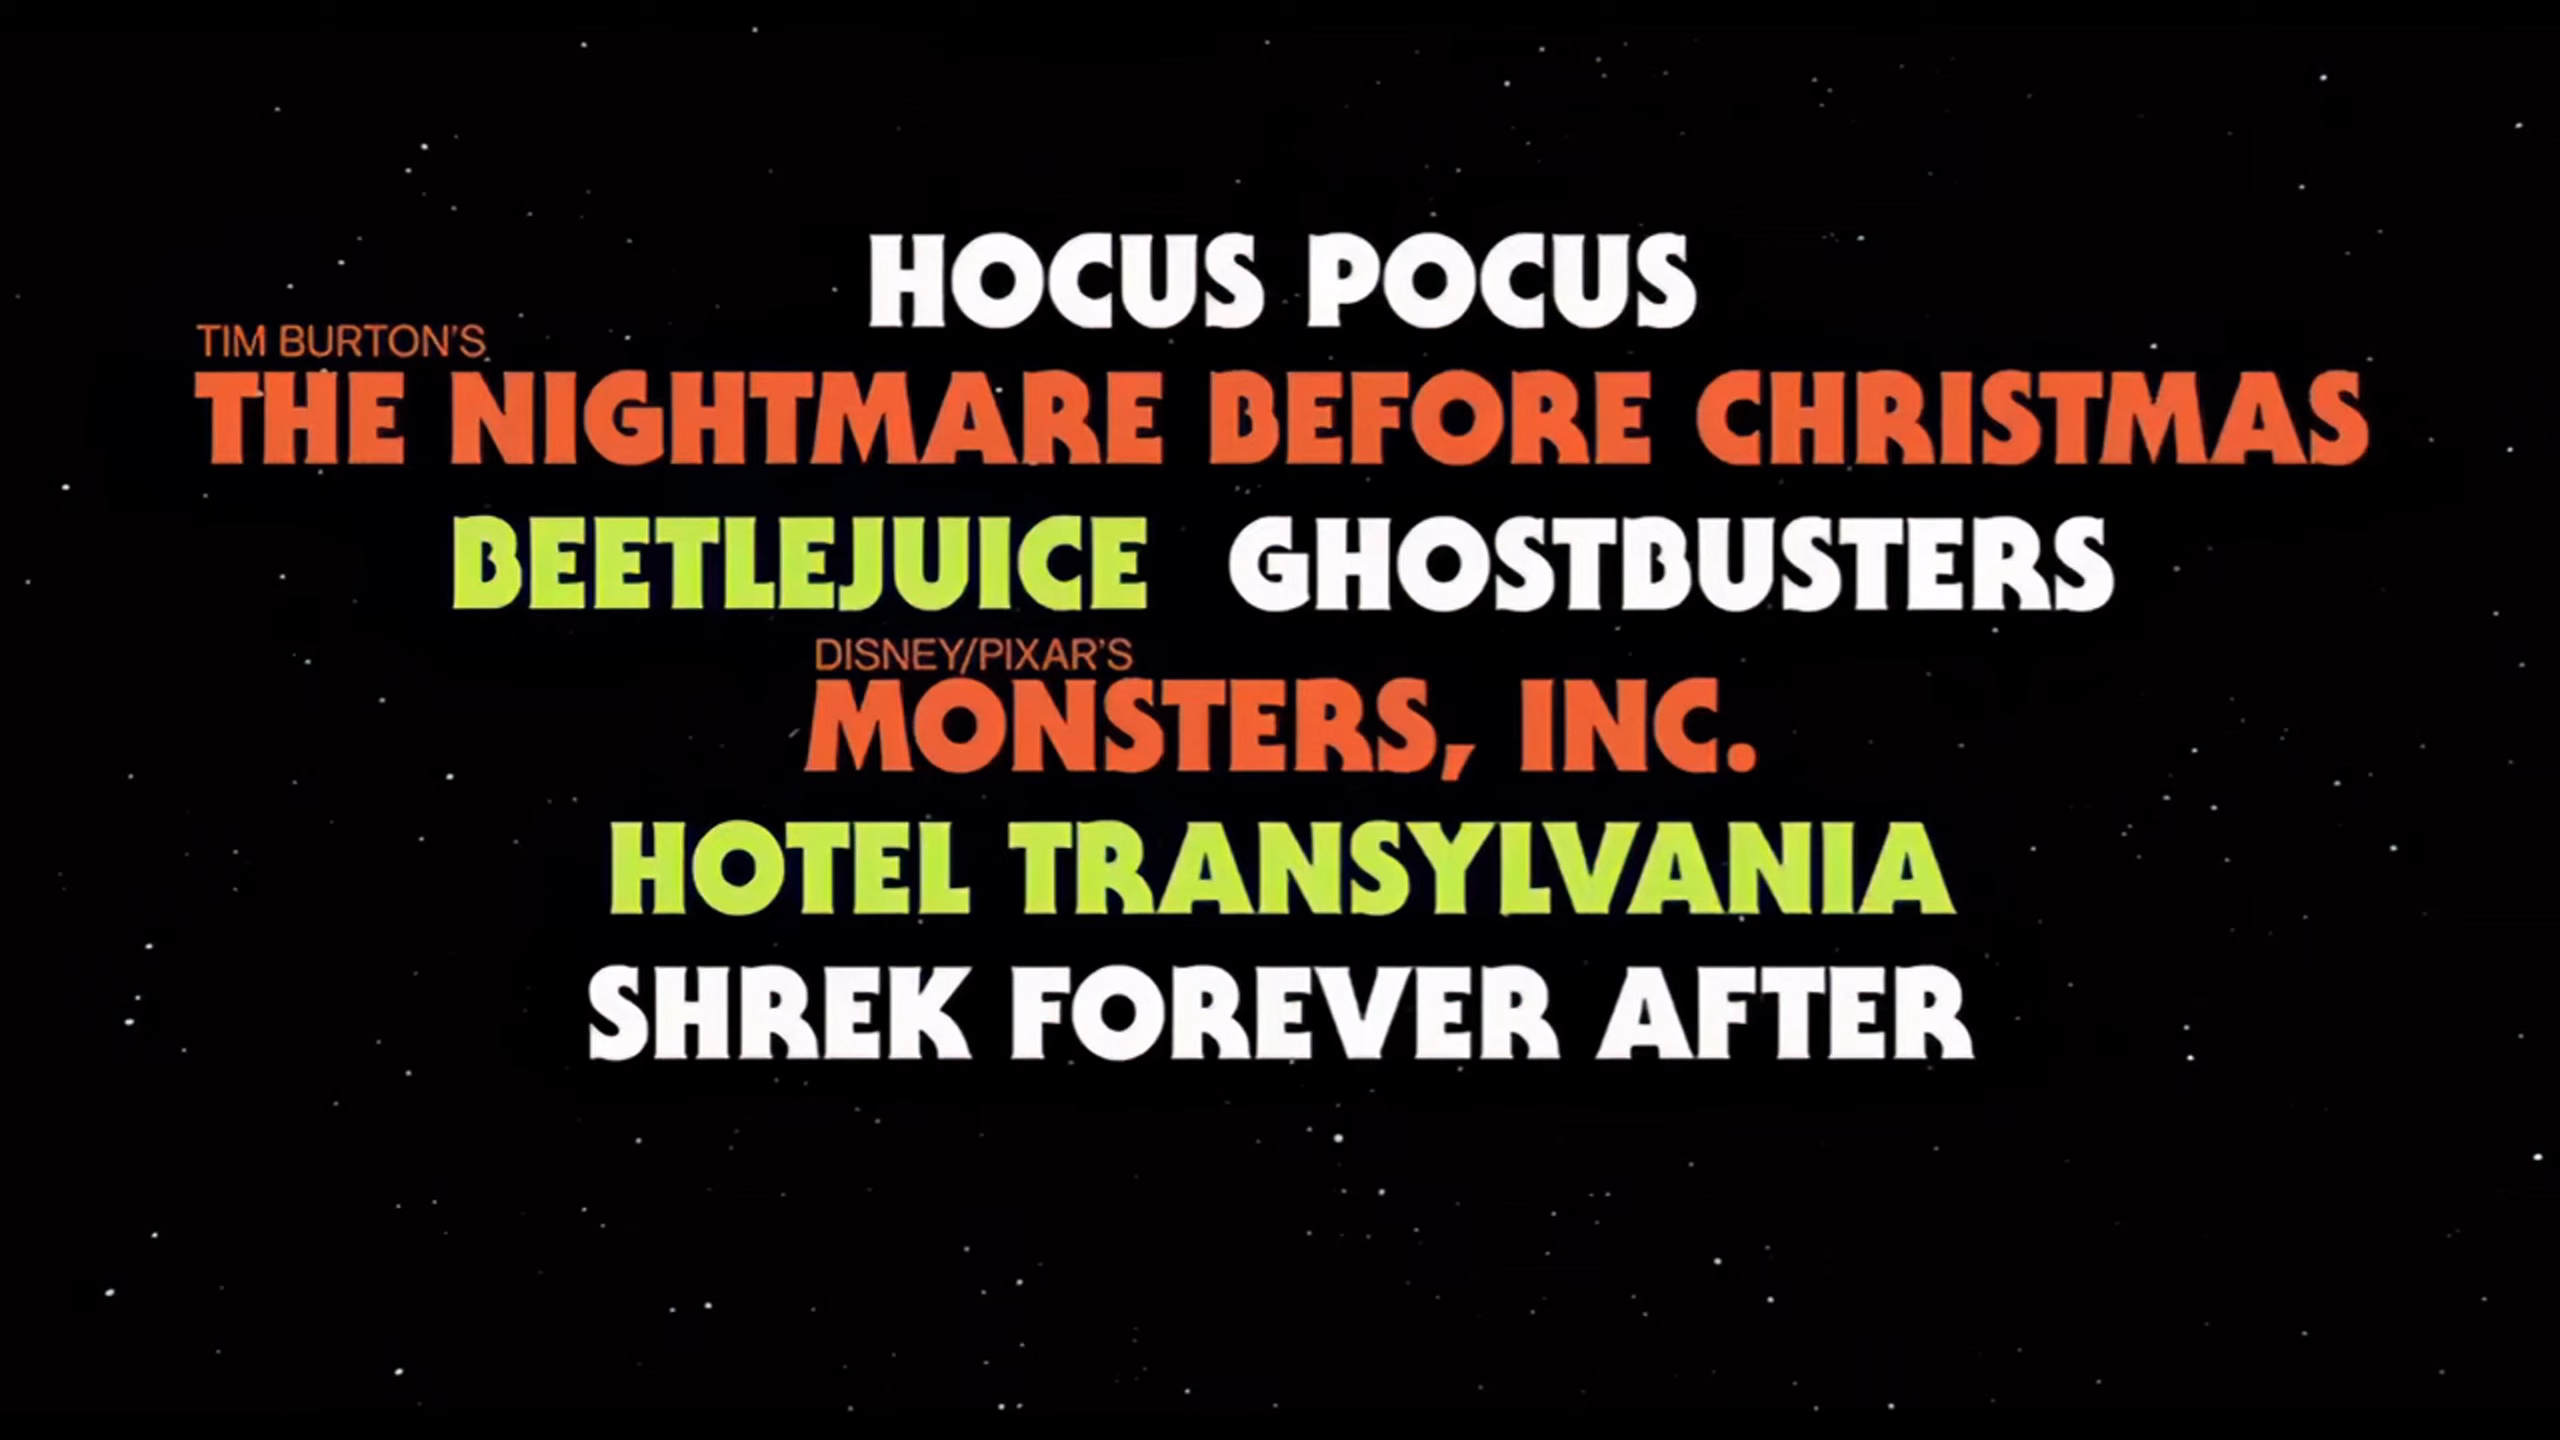 HOCUS POCUS
TIM BURTON'S
THE NIGHTMARE BEFORE CHRISTMAS
BEETLEJUICE GHOSTBUSTERS
DISNEY/PIXAR'S
MONSTERS, INC.
HOTEL TRANSYLVANIA
SHREK FOREVER AFTER